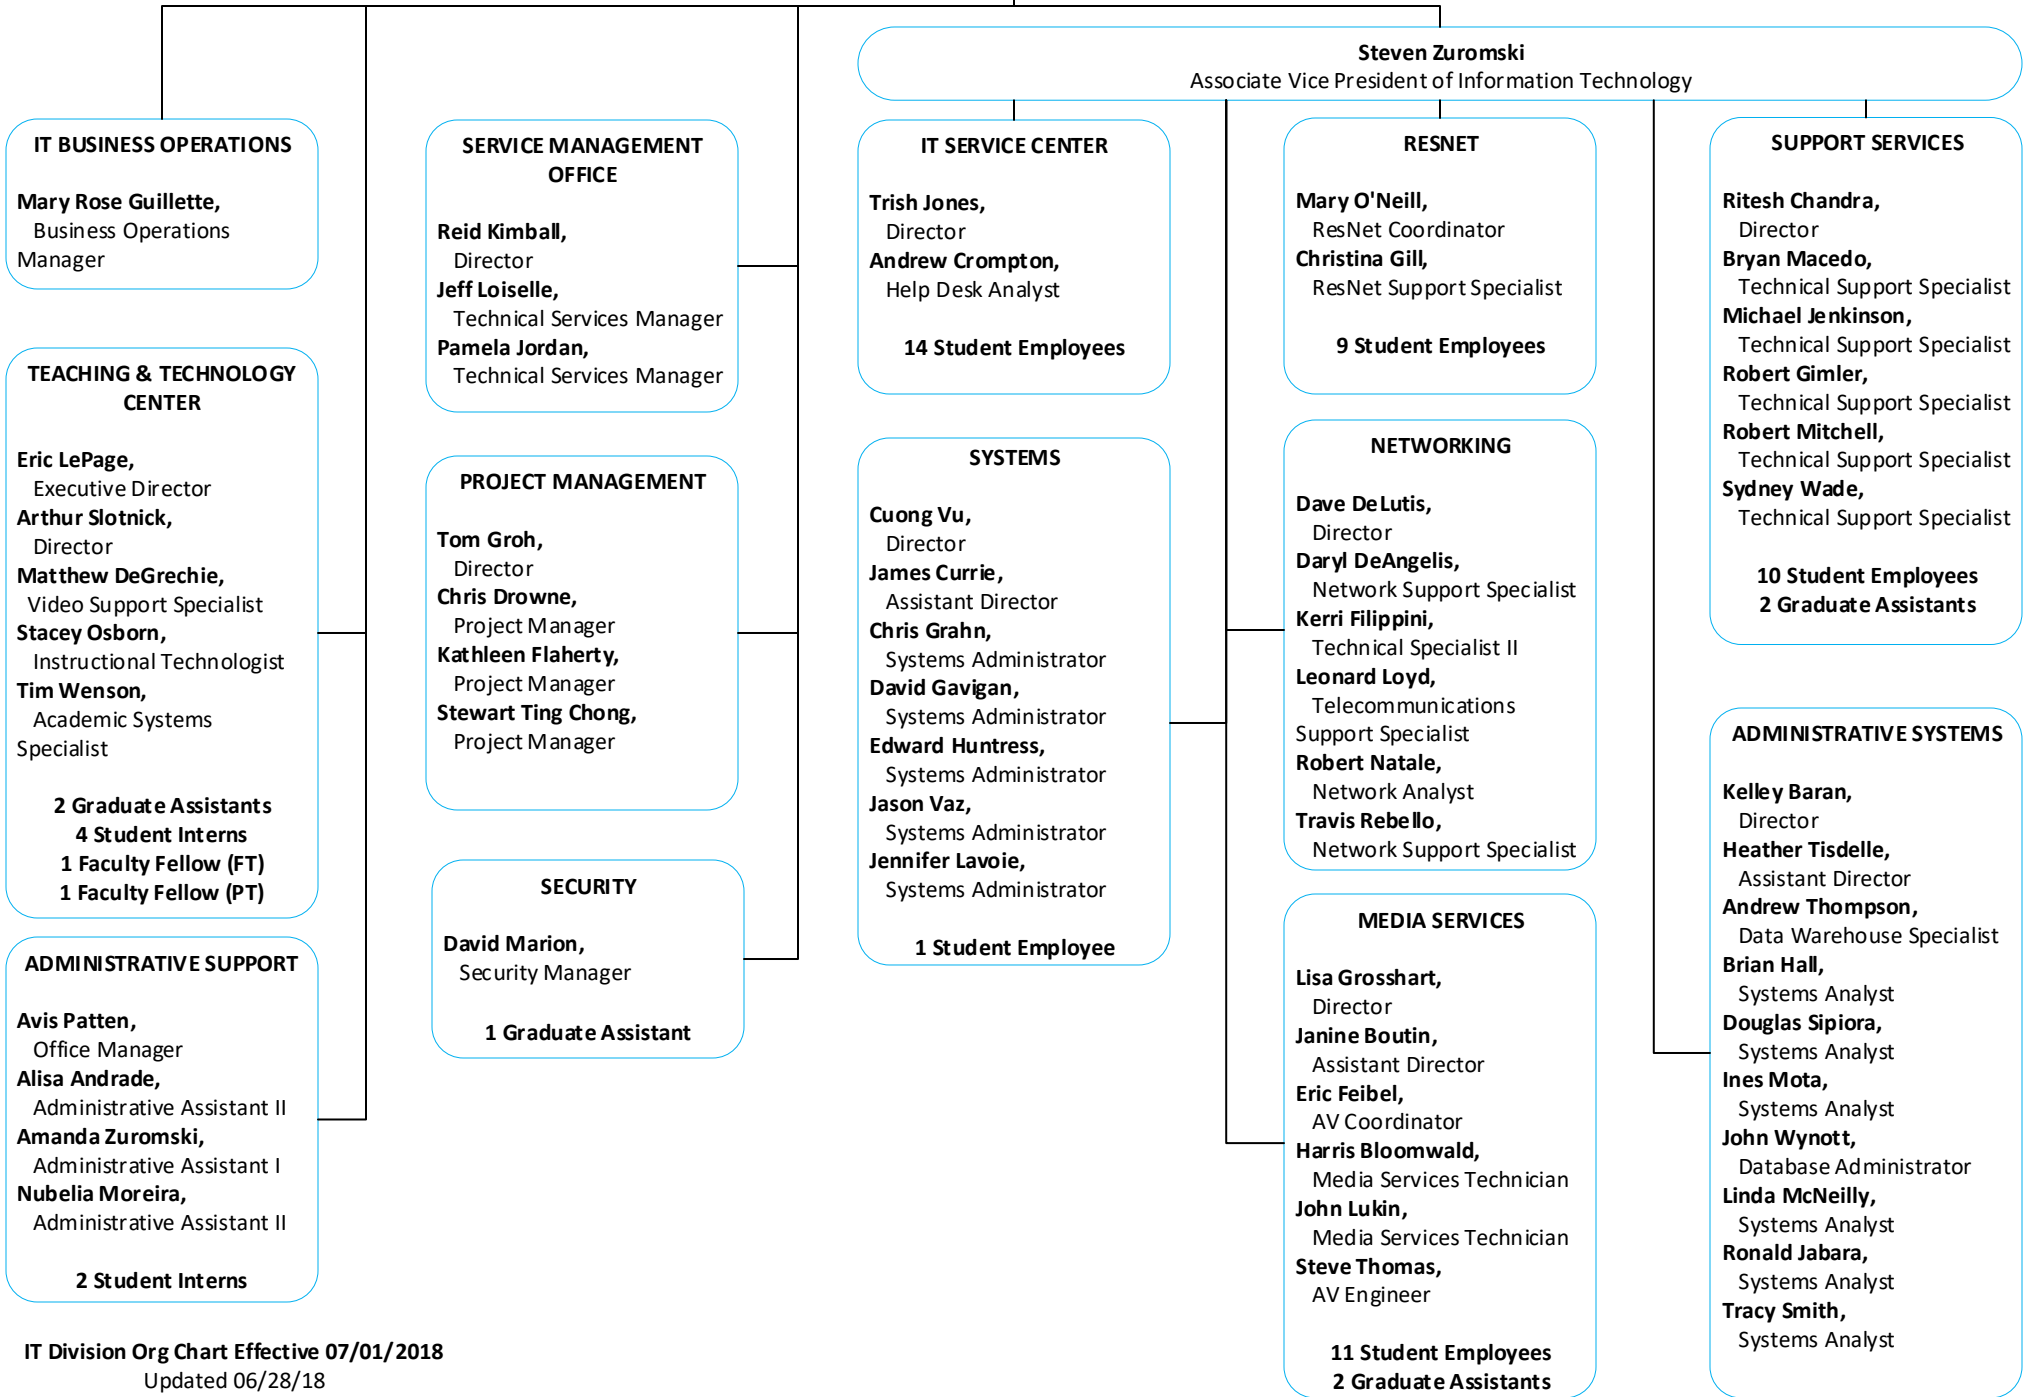 Steven Zuromski
Associate Vice President of Information Technology
IT BUSINESS OPERATIONS
Mary Rose Guillette,
Business Operations
Manager
TEACHING & TECHNOLOGY
CENTER
Eric LePage,
Executive Director
Arthur Slotnick,
Director
Matthew DeGrechie,
Video Support Specialist
Stacey Osborn,
Instructional Technologist
Tim Wenson,
Academic Systems
Specialist
2 Graduate Assistants
4 Student Interns
1 Faculty Fellow (FT)
1 Faculty Fellow (PT)
ADMINISTRATIVE SUPPORT
Avis Patten,
Office Manager
Alisa Andrade,
Administrative Assistant II
Amanda Zuromski,
Administrative Assistant I
Nubelia Moreira,
Administrative Assistant II
2 Student Interns
SERVICE MANAGEMENT
OFFICE
Reid Kimball,
Director
Jeff Loiselle,
Technical Services Manager
Pamela Jordan,
Technical Services Manager
PROJECT MANAGEMENT
Tom Groh,
Director
Chris Drowne,
Project Manager
Kathleen Flaherty,
Project Manager
Stewart Ting Chong,
Project Manager
SECURITY
David Marion,
Security Manager
1 Graduate Assistant
IT SERVICE CENTER
Trish Jones,
Director
Andrew Crompton,
Help Desk Analyst
14 Student Employees
SYSTEMS
Cuong Vu,
Director
James Currie,
Assistant Director
Chris Grahn,
Systems Administrator
David Gavigan,
Systems Administrator
Edward Huntress,
Systems Administrator
Jason Vaz,
Systems Administrator
Jennifer Lavoie,
Systems Administrator
1 Student Employee
RESNET
Mary O'Neill,
ResNet Coordinator
Christina Gill,
ResNet Support Specialist
9 Student Employees
NETWORKING
Dave DeLutis,
Director
Daryl DeAngelis,
Network Support Specialist
Kerri Filippini,
Technical Specialist II
Leonard Loyd,
Telecommunications
Support Specialist
Robert Natale,
Network Analyst
Travis Rebello,
Network Support Specialist
MEDIA SERVICES
Lisa Grosshart,
Director
Janine Boutin,
Assistant Director
Eric Feibel,
AV Coordinator
Harris Bloomwald,
Media Services Technician
John Lukin,
Media Services Technician
Steve Thomas,
AV Engineer
11 Student Employees
2 Graduate Assistants
SUPPORT SERVICES
Ritesh Chandra,
Director
Bryan Macedo,
Technical Support Specialist
Michael Jenkinson,
Technical Support Specialist
Robert Gimler,
Technical Support Specialist
Robert Mitchell,
Technical Support Specialist
Sydney Wade,
Technical Support Specialist
10 Student Employees
2 Graduate Assistants
ADMINISTRATIVE SYSTEMS
Kelley Baran,
Director
Heather Tisdelle,
Assistant Director
Andrew Thompson,
Data Warehouse Specialist
Brian Hall,
Systems Analyst
Douglas Sipiora,
Systems Analyst
Ines Mota,
Systems Analyst
John Wynott,
Database Administrator
Linda McNeilly,
Systems Analyst
Ronald Jabara,
Systems Analyst
Tracy Smith,
Systems Analyst
IT Division Org Chart Effective 07/01/2018
Updated 06/28/18